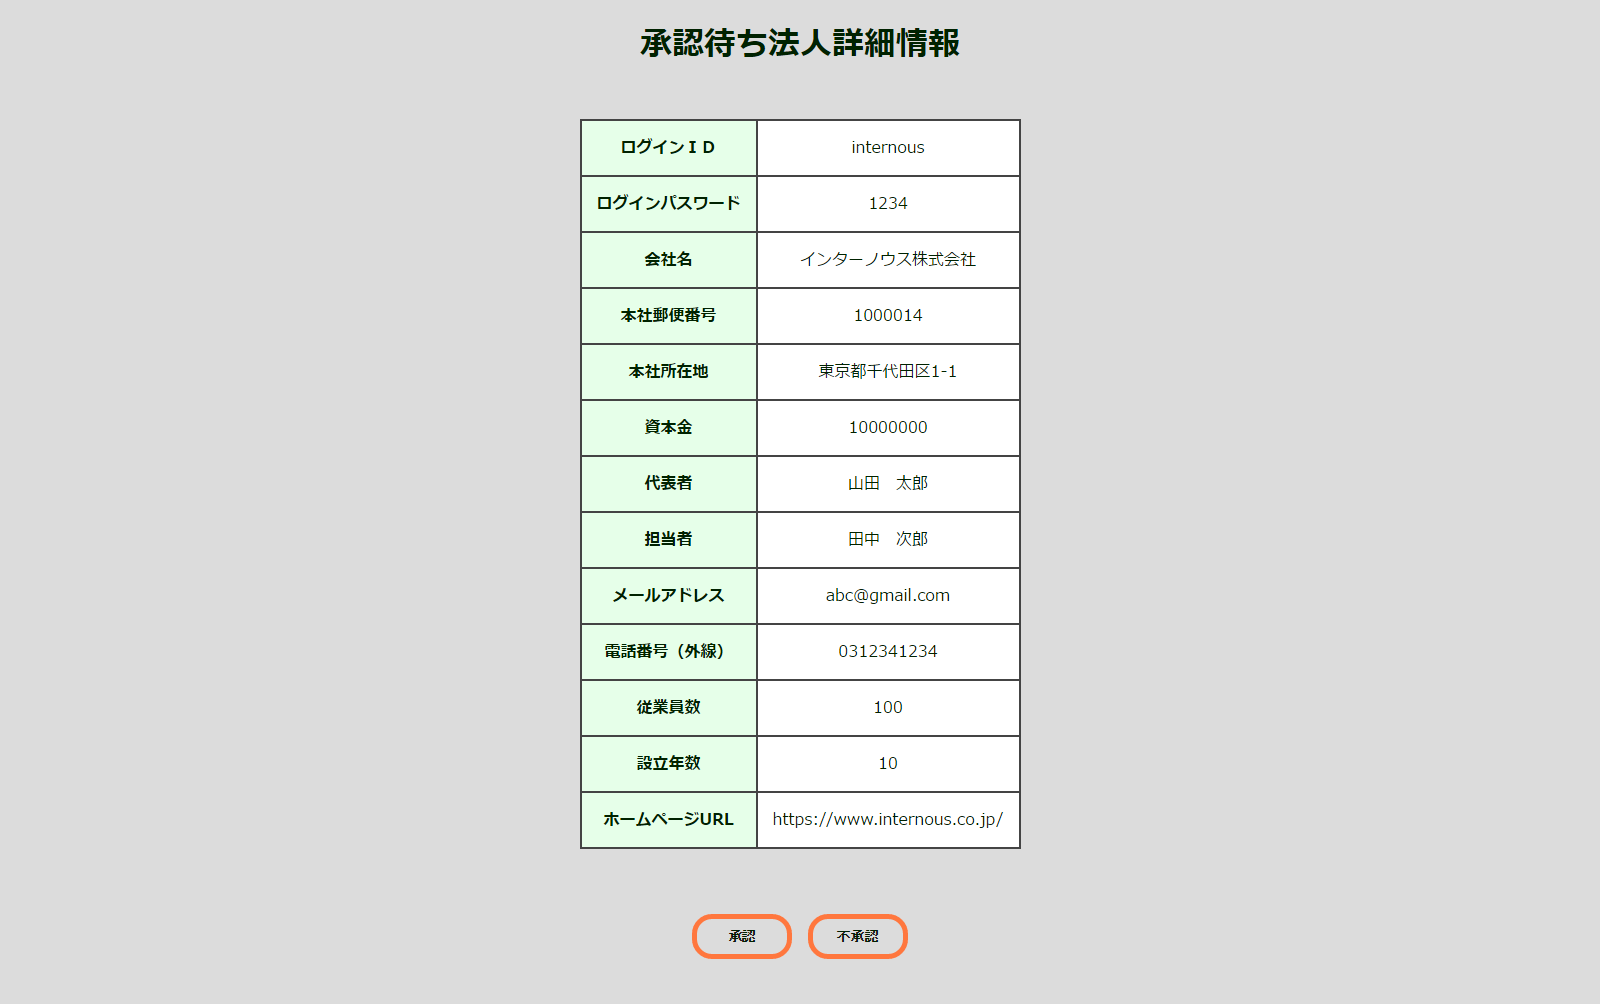 承認待ち法人詳細情報
ログインＩＤ internous
ログインパスワード 1234
会社名 インターノウス株式会社
本社郵便番号 1000014
本社所在地 東京都千代田区1-1
資本金 10000000
代表者 山田　太郎
担当者 田中　次郎
メールアドレス abc@gmail.com
電話番号（外線） 0312341234
従業員数 100
設立年数 10
ホームページURL https://www.internous.co.jp/
承認 不承認